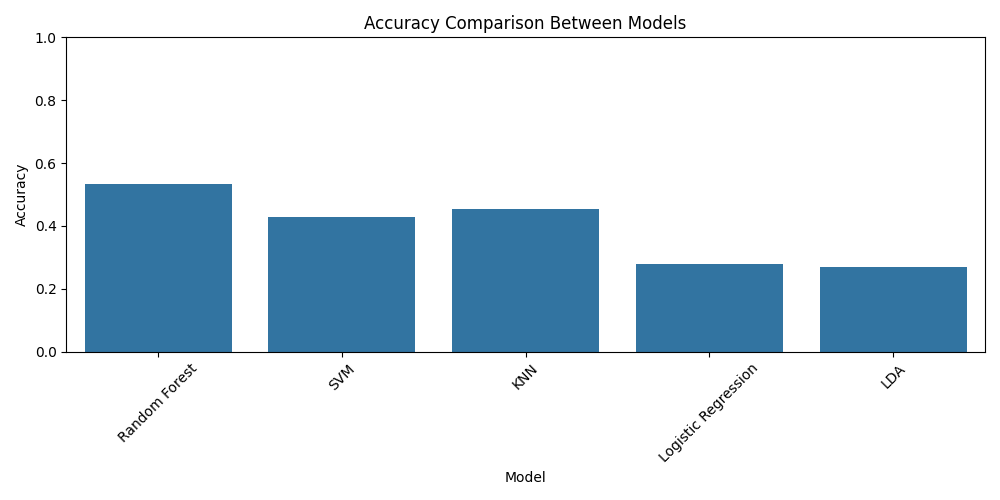 Accuracy Comparison Between Models
1.0
0.8
0.6
0.4
0.2
0.0
Accuracy
Random Forest
SVM
KNN
Logistic Regression
LDA
Model